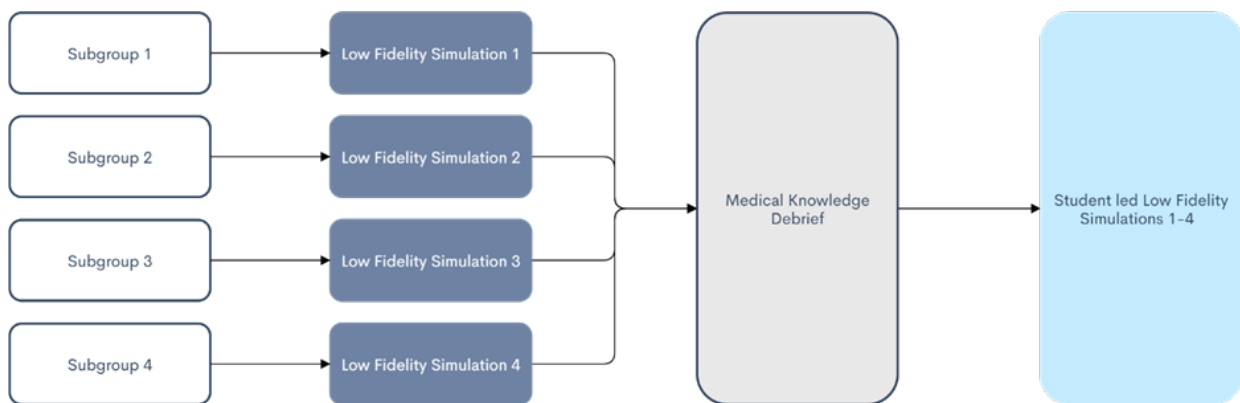 Subgroup 1
Low Fidelity Simulation 1
Subgroup 2
Low Fidelity Simulation 2
Subgroup 3
Low Fidelity Simulation 3
Subgroup 4
Low Fidelity Simulation 4
Medical Knowledge
Debrief
Student led Low Fidelity
Simulations 1-4